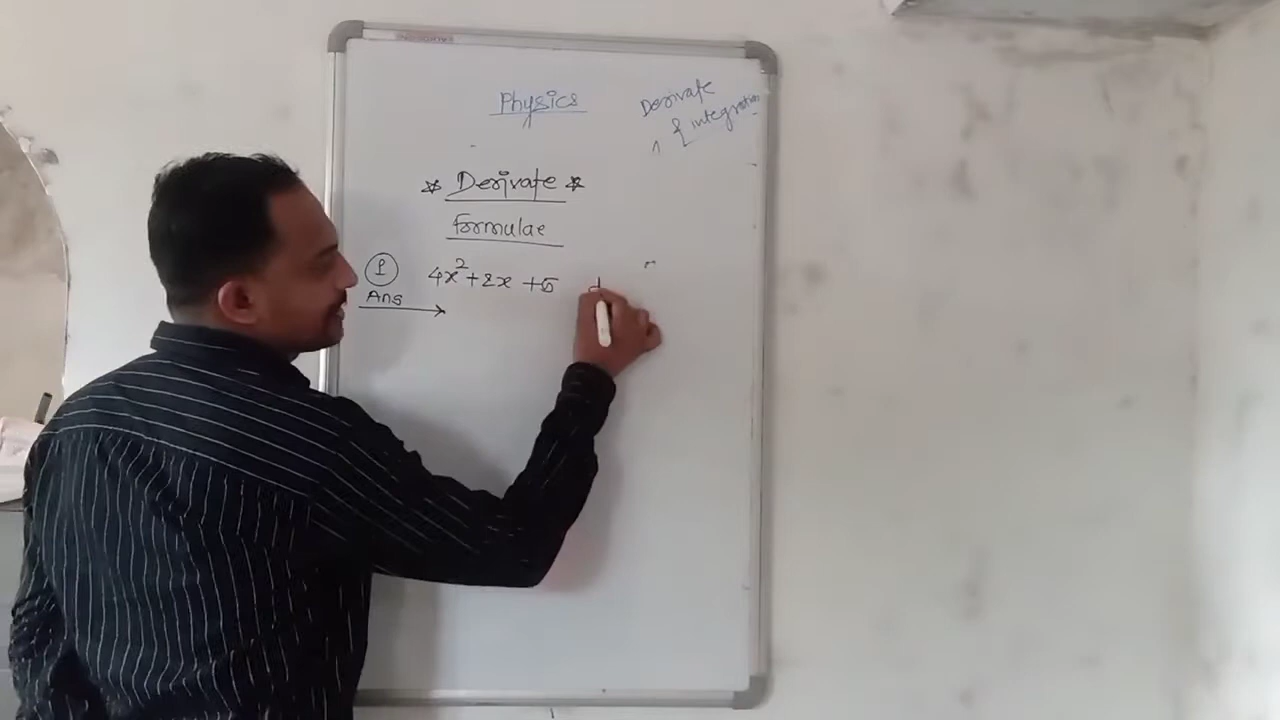 Physics
Derivate
& integration
* Derivate *
Formulae
1 4x²+2x +5 d
Ans